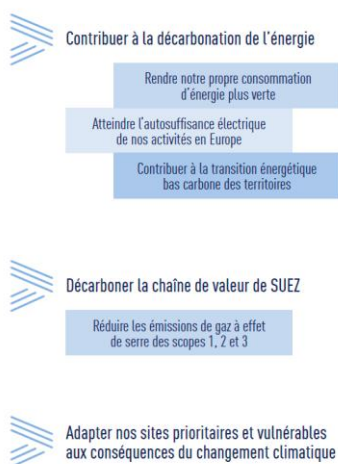 Contribuer à la décarbonation de l'énergie
Rendre notre propre consommation
d'énergie plus verte
Atteindre l'autosuffisance électrique
de nos activités en Europe
Contribuer à la transition énergétique
bas carbone des territoires
Décarboner la chaîne de valeur de SUEZ
Réduire les émissions de gaz à effet
de serre des scopes 1, 2 et 3
Adapter nos sites prioritaires et vulnérables
aux conséquences du changement climatique